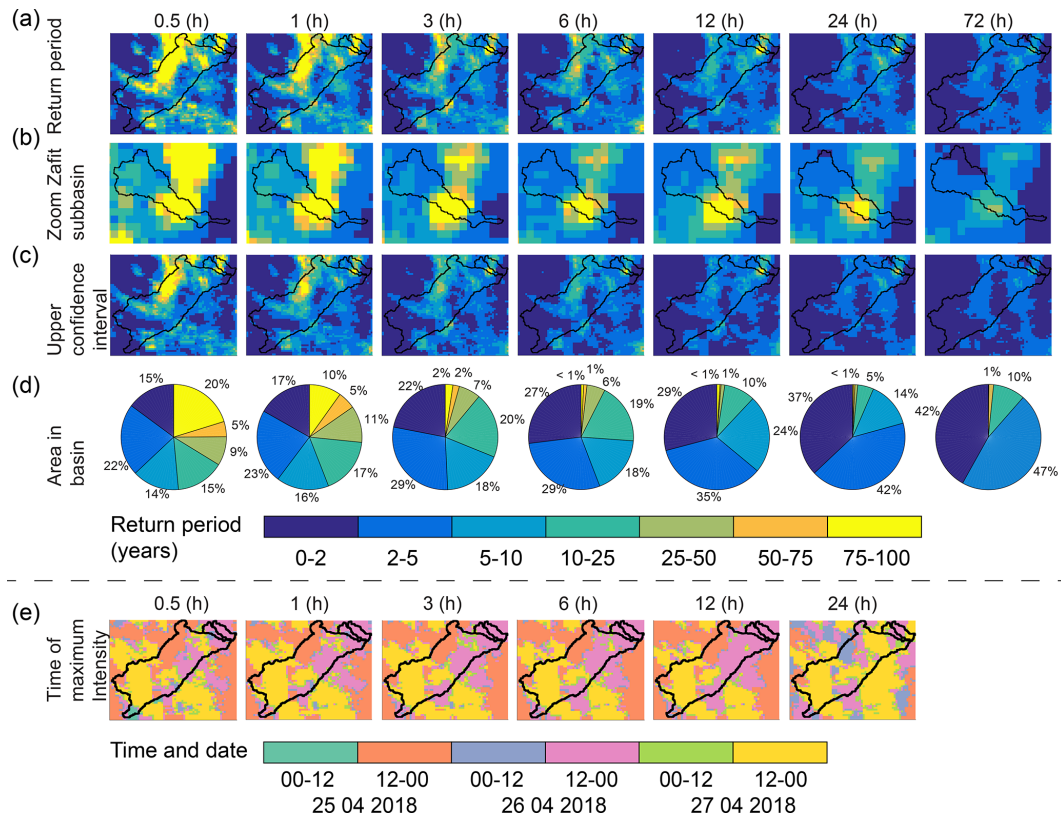 (a)
0.5 (h) 1 (h) 3 (h) 6 (h) 12 (h) 24 (h) 72 (h)
Return period
(b)
Zoom Zafit
subbasin
(c)
Upper
confidence
interval
(d)
Area in
basin
15% 20% 5% 9% 15% 14% 22%
17% 10% 5% 11% 17% 16% 23%
22% 2% 2% 7% 20% 18% 29%
27% < 1% 1% 6% 19% 18% 29%
29% < 1% 1% 10% 24% 35%
37% < 1% 5% 14% 42%
42% 1% 10% 47%
Return period
(years)
0-2 2-5 5-10 10-25 25-50 50-75 75-100
(e)
0.5 (h) 1 (h) 3 (h) 6 (h) 12 (h) 24 (h)
Time of
maximum
Intensity
Time and date
00-12 12-00 00-12 12-00 00-12 12-00
25 04 2018 26 04 2018 27 04 2018